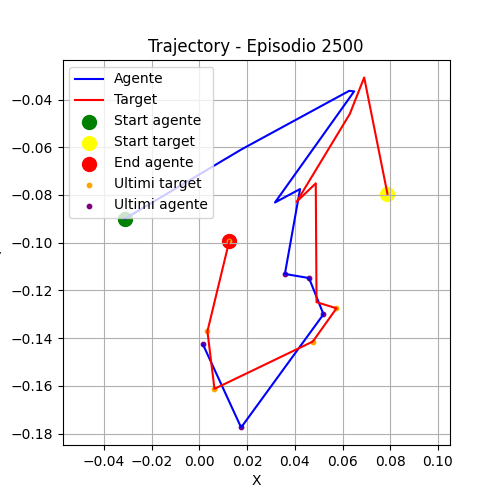 Trajectory - Episodio 2500
Agente
Target
Start agente
Start target
End agente
Ultimi target
Ultimi agente
−0.04
−0.06
−0.08
−0.10
−0.12
−0.14
−0.16
−0.18
−0.04 −0.02 0.00 0.02 0.04 0.06 0.08 0.10
X